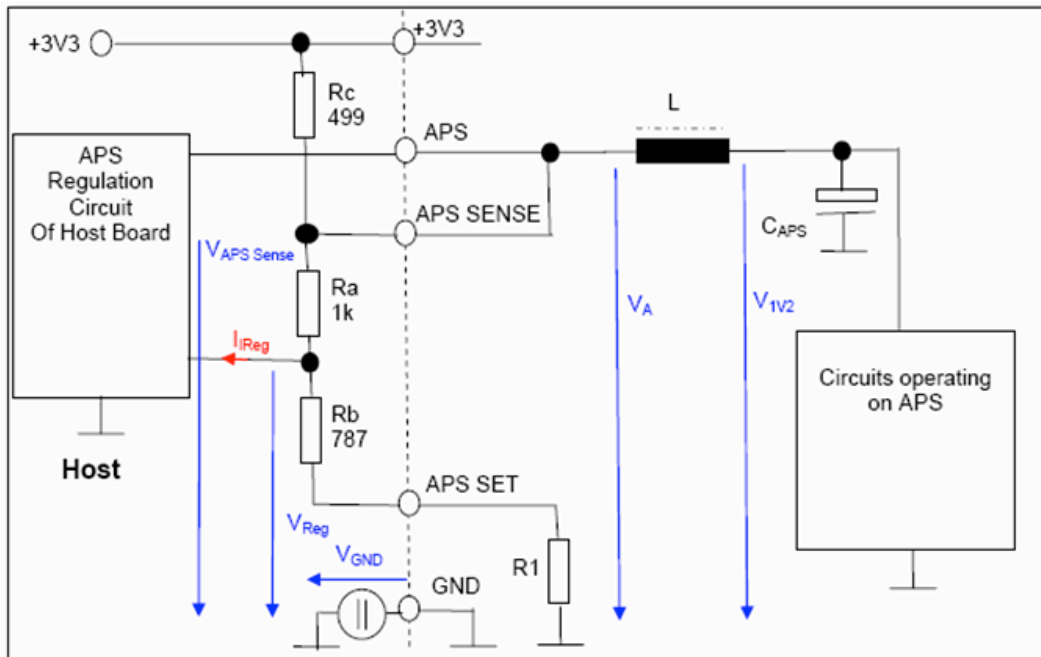 +3V3
+3V3
Rc
499
L
APS
APS
Regulation
Circuit
Of Host Board
APS SENSE
CAPS
VAPS Sense
Ra
1k
VA
V1V2
IIReg
Circuits operating
on APS
Rb
787
Host
APS SET
VReg
VGND
R1
GND